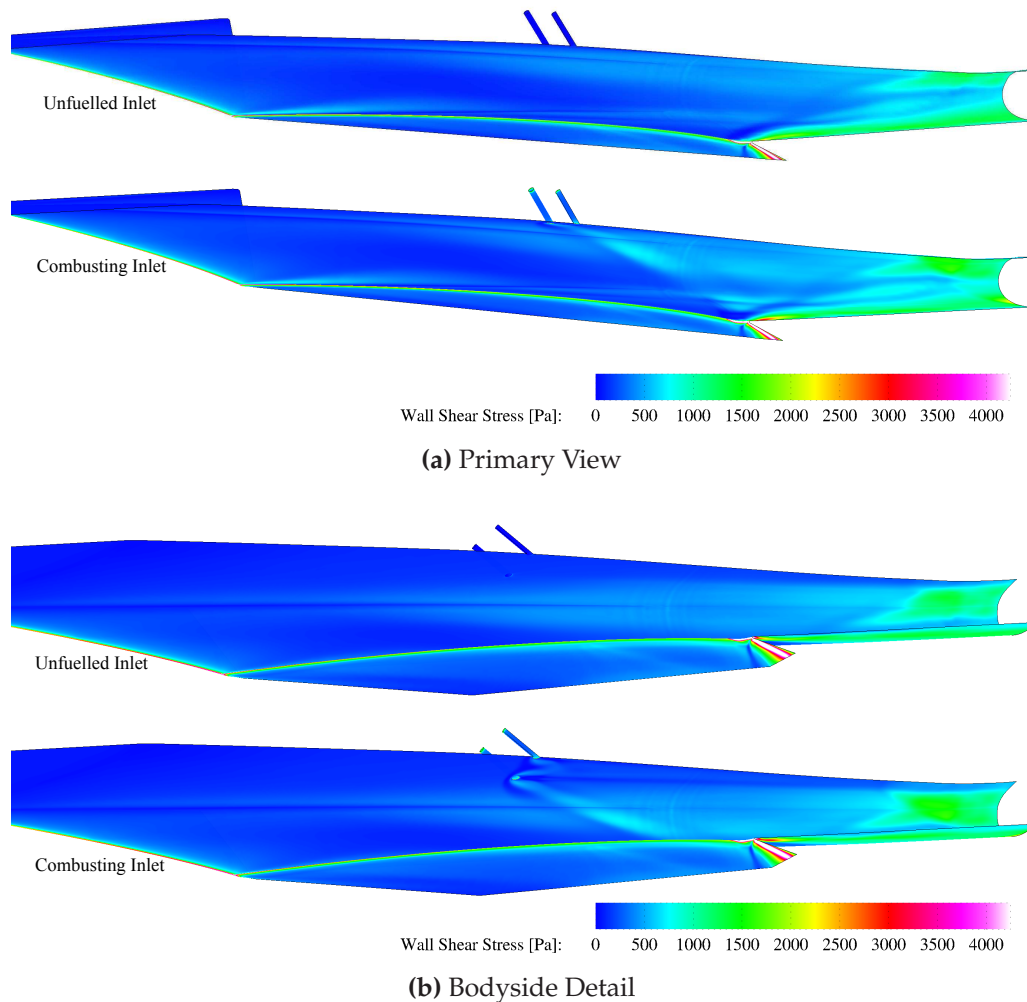 Unfuelled Inlet
Combusting Inlet
Wall Shear Stress [Pa]: 0 500 1000 1500 2000 2500 3000 3500 4000
(a) Primary View
Unfuelled Inlet
Combusting Inlet
Wall Shear Stress [Pa]: 0 500 1000 1500 2000 2500 3000 3500 4000
(b) Bodyside Detail